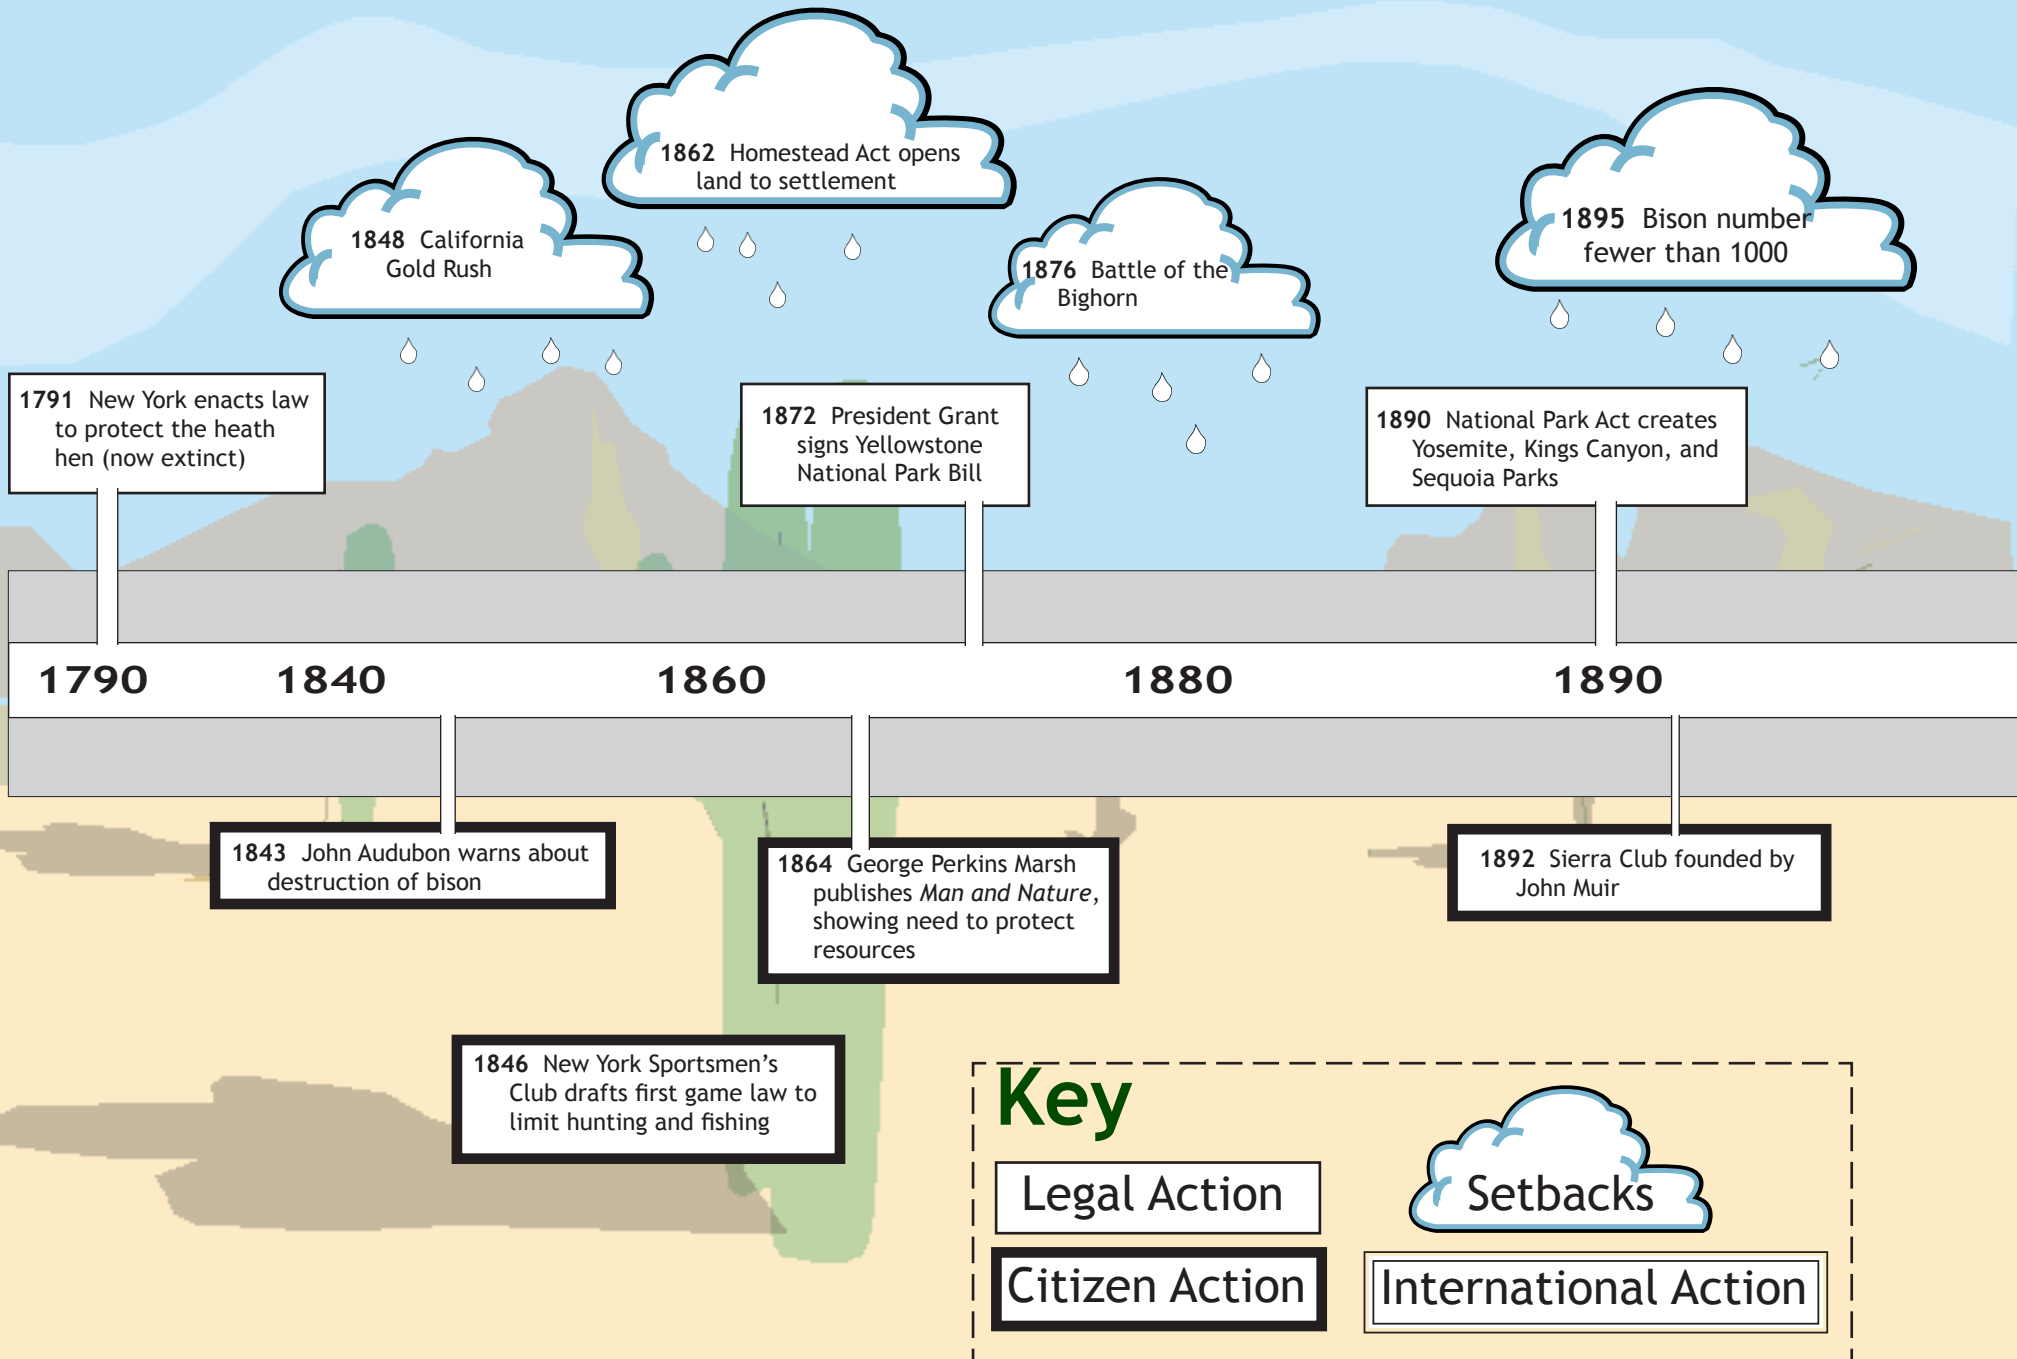 1862 Homestead Act opens
land to settlement
1848 California
Gold Rush
1876 Battle of the
Bighorn
1895 Bison number
fewer than 1000
1791 New York enacts law
to protect the heath
hen (now extinct)
1872 President Grant
signs Yellowstone
National Park Bill
1890 National Park Act creates
Yosemite, Kings Canyon, and
Sequoia Parks
1790 1840 1860 1880 1890
1843 John Audubon warns about
destruction of bison
1864 George Perkins Marsh
publishes Man and Nature,
showing need to protect
resources
1892 Sierra Club founded by
John Muir
1846 New York Sportsmen’s
Club drafts first game law to
limit hunting and fishing
Key
Legal Action
Setbacks
Citizen Action
International Action